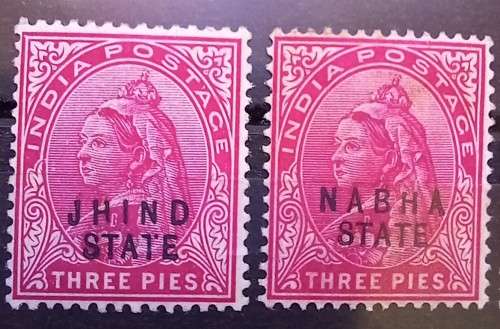 INDIA POSTAGE
JHIND
STATE
THREE PIES
INDIA POSTAGE
NABHA
STATE
THREE PIES